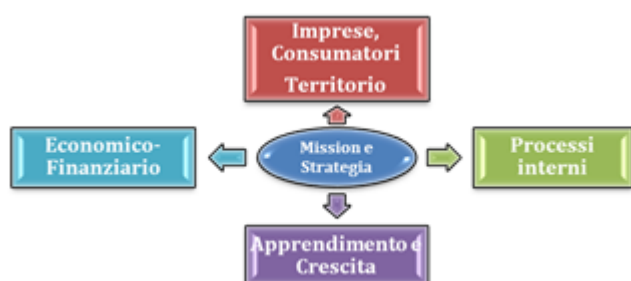 Imprese,
Consumatori
Territorio
Economico-
Finanziario
Mission e
Strategia
Processi
interni
Apprendimento e
Crescita